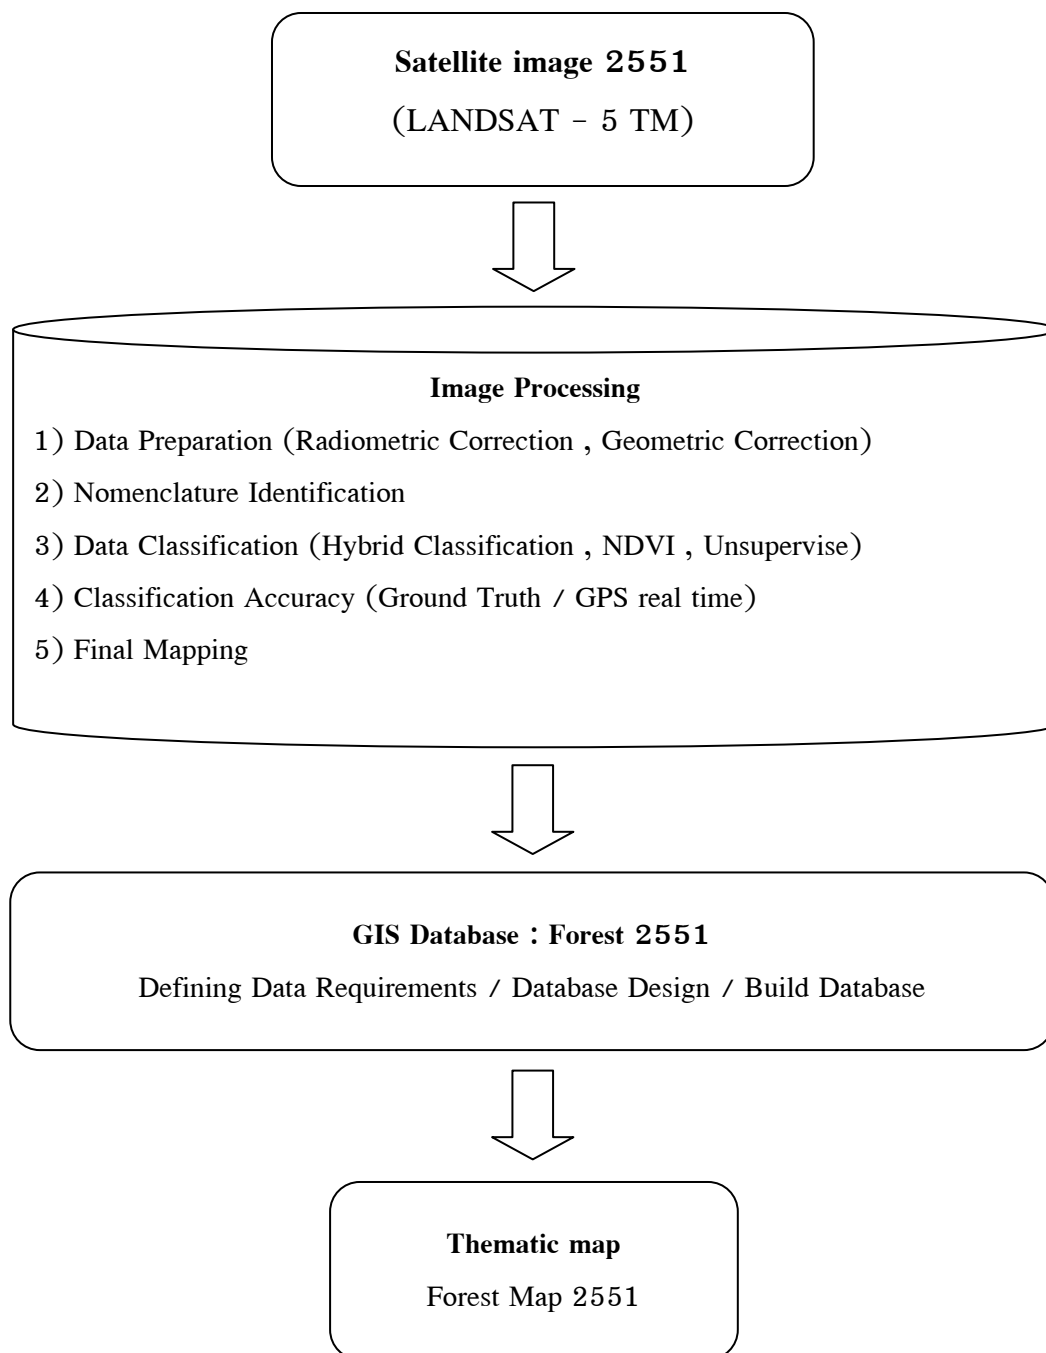 Satellite image 2551
(LANDSAT - 5 TM)
Image Processing
1) Data Preparation (Radiometric Correction , Geometric Correction)
2) Nomenclature Identification
3) Data Classification (Hybrid Classification , NDVI , Unsupervise)
4) Classification Accuracy (Ground Truth / GPS real time)
5) Final Mapping
GIS Database : Forest 2551
Defining Data Requirements / Database Design / Build Database
Thematic map
Forest Map 2551